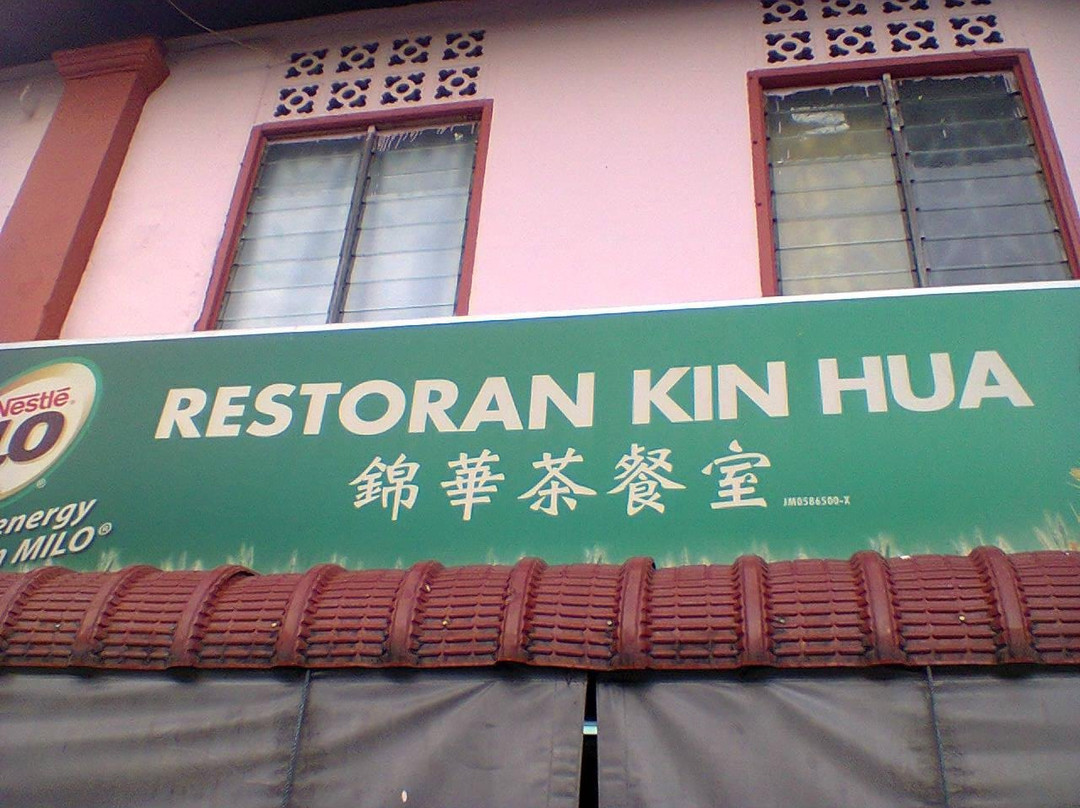 Nestlé®
RESTORAN KIN HUA
錦華茶餐室
JM0586500-X
energy
MILO®